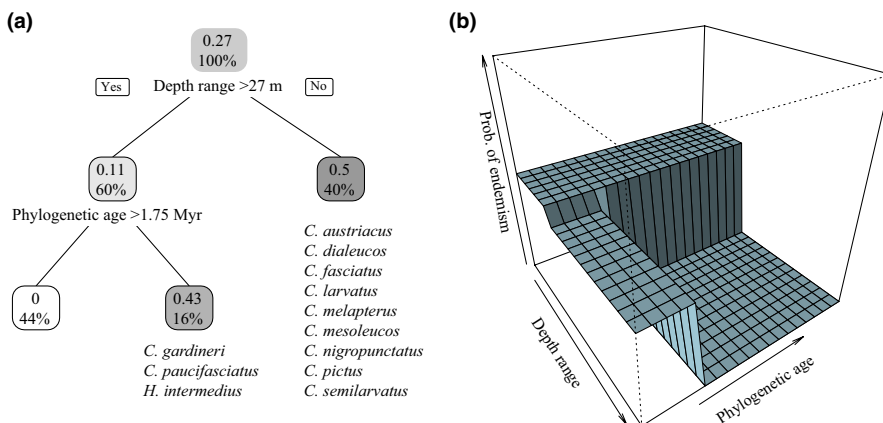 (a)
0.27
100%
Yes
Depth range >27 m
No
0.11
60%
0.5
40%
Phylogenetic age >1.75 Myr
0
44%
0.43
16%
C. gardineri
C. paucifasciatus
H. intermedius
C. austriacus
C. dialeucos
C. fasciatus
C. larvatus
C. melapterus
C. mesoleucos
C. nigropunctatus
C. pictus
C. semilarvatus
(b)
Prob. of endemism
Depth range
Phylogenetic age